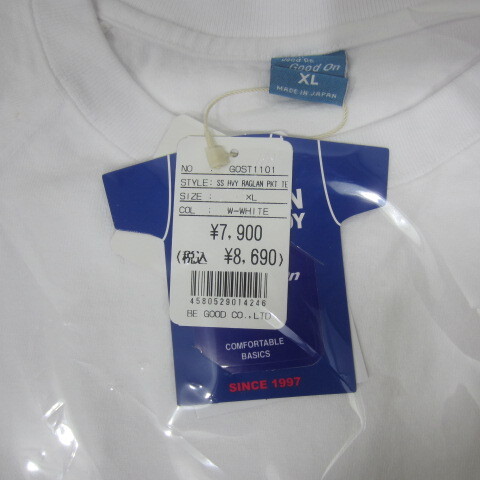 Good On
XL
MADE IN JAPAN
NO : GOST1101
STYLE: SS HVY RAGLAN PKT TE
SIZE : XL
COL : W-WHITE
¥7,900
(税込 ¥8,690)
4580529014246
BE GOOD CO.,LTD
COMFORTABLE
BASICS
SINCE 1997